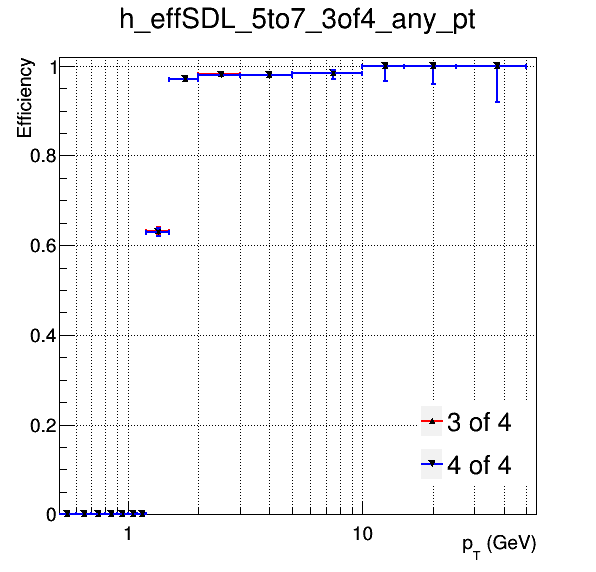 h_effSDL_5to7_3of4_any_pt
Efficiency
1
0.8
0.6
0.4
0.2
0
3 of 4
4 of 4
1
10
p_T (GeV)